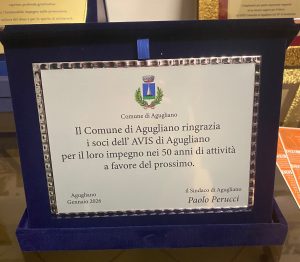 Comune di Agugliano
Il Comune di Agugliano ringrazia
i soci dell' AVIS di Agugliano
per il loro impegno nei 50 anni di attività
a favore del prossimo.
Agugliano
Gennaio 2026
il Sindaco di Agugliano
Paolo Perucci